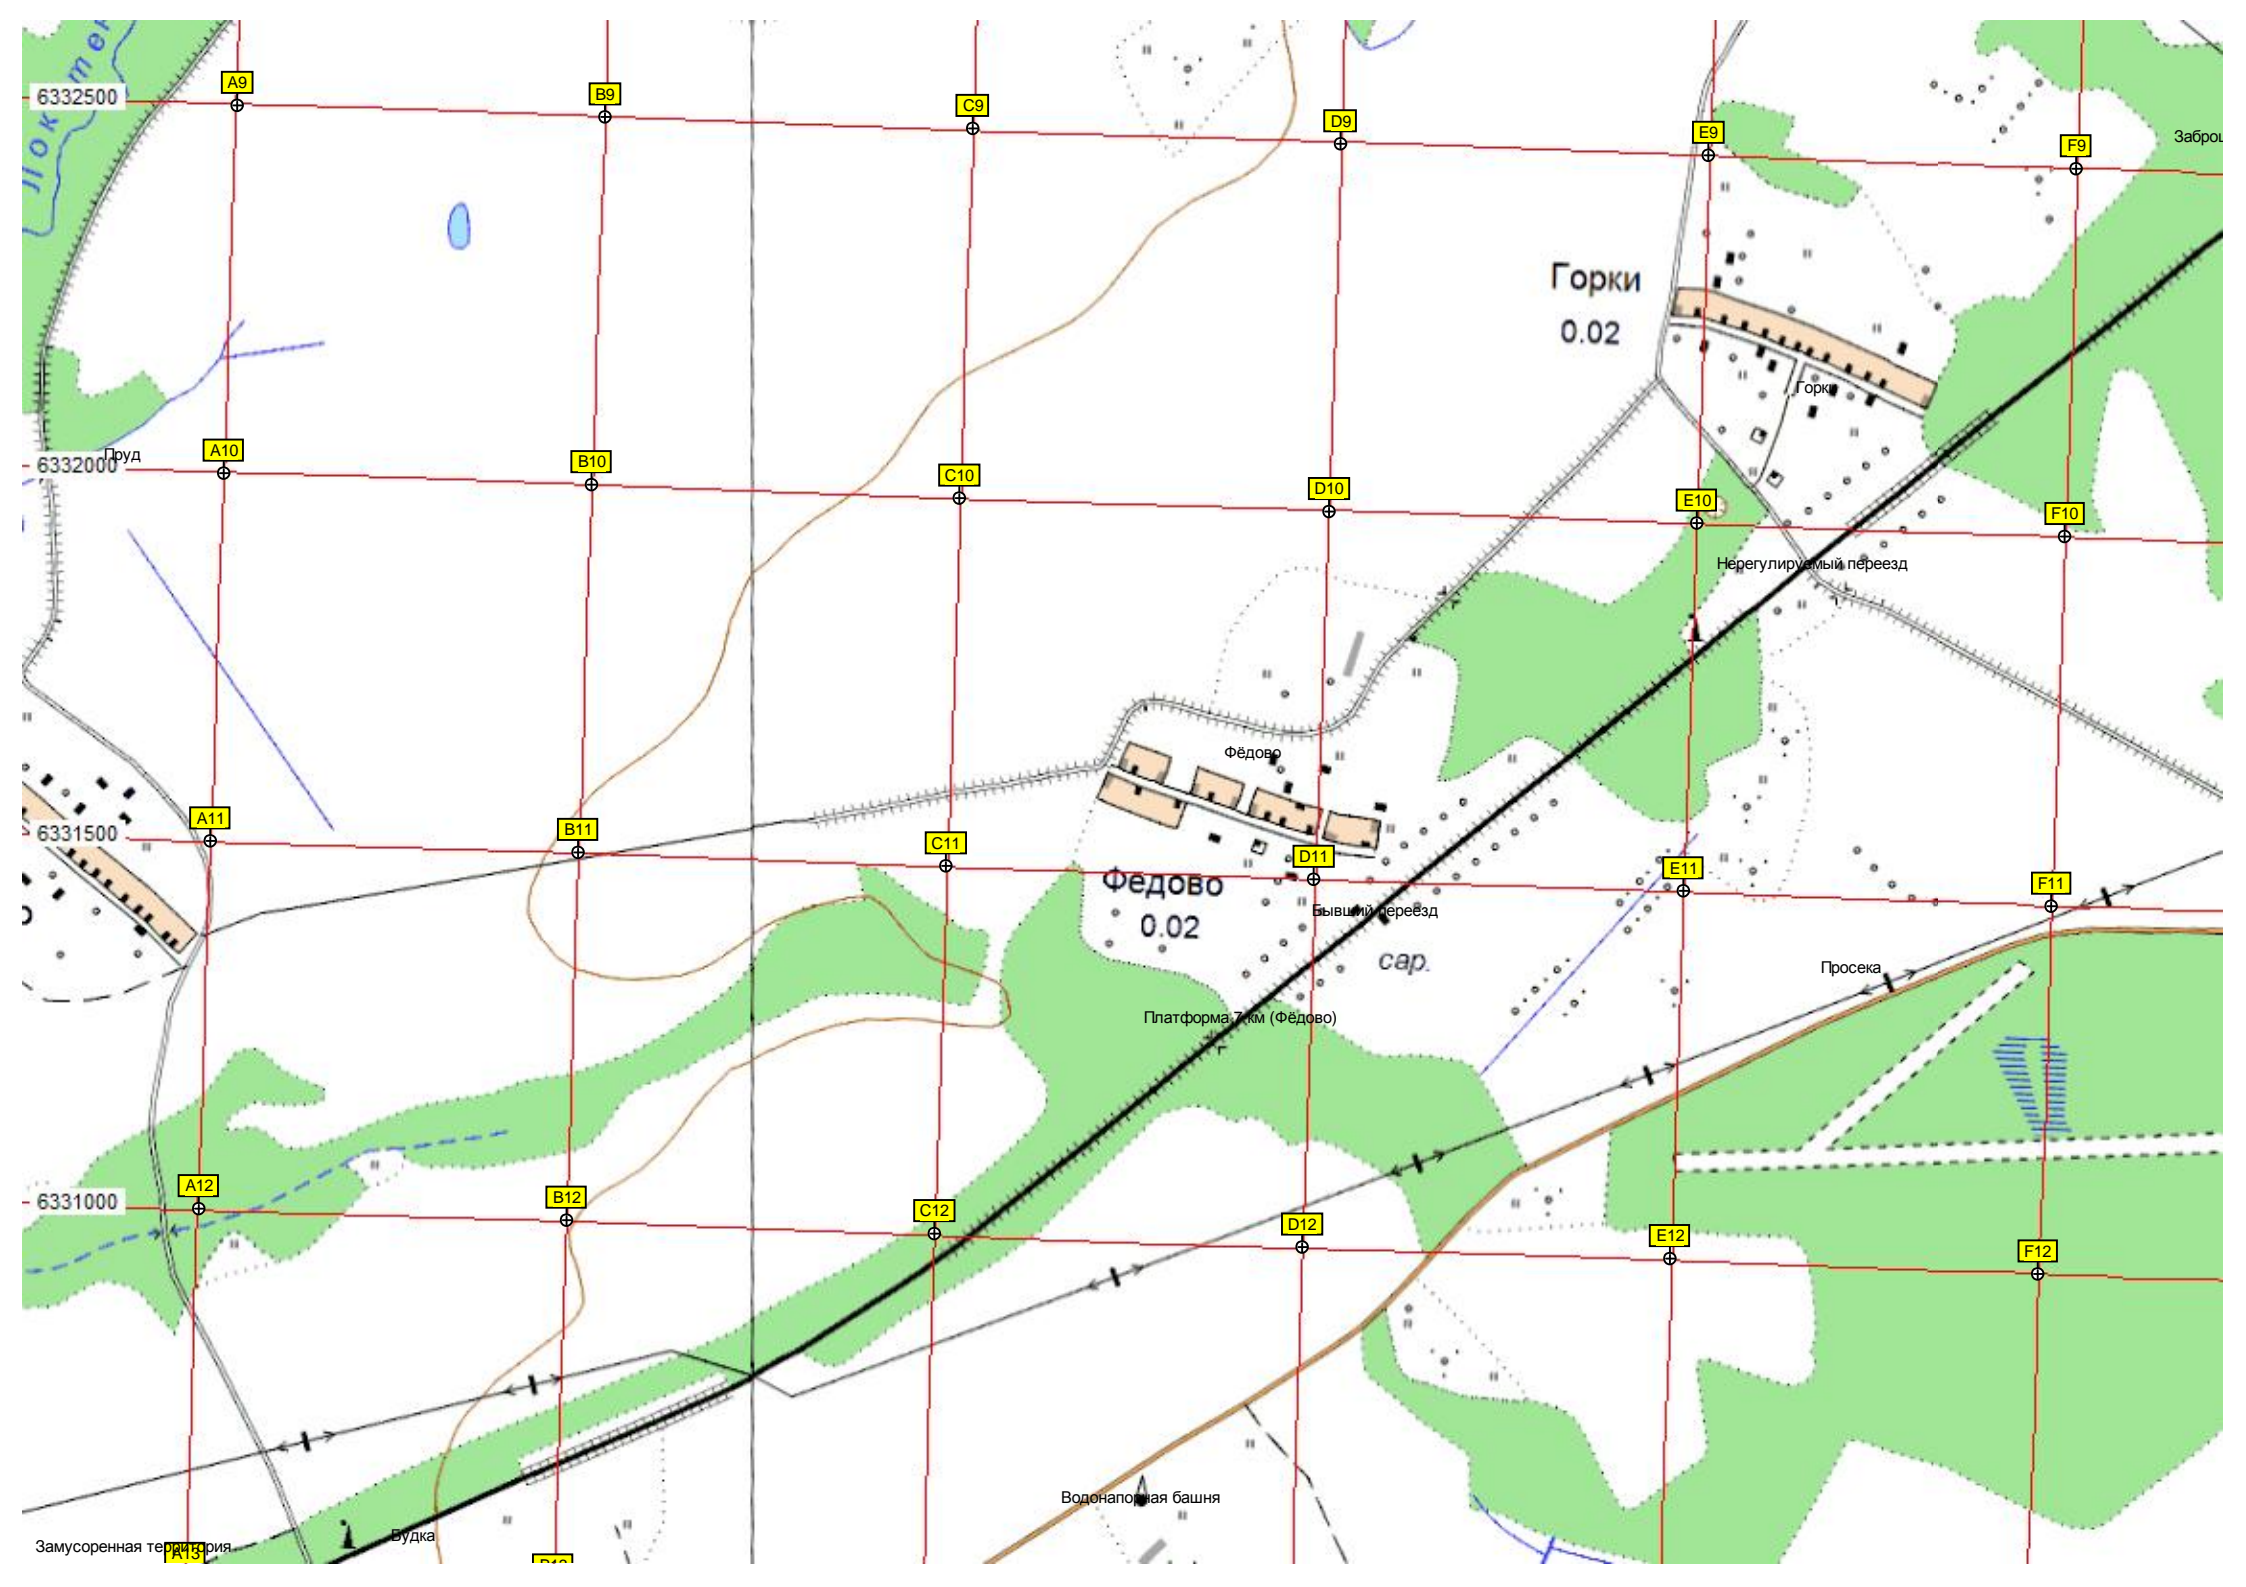 Локотен
A9
B9
C9
D9
E9
F9
6332500
Горки
0.02
Горки
A10
B10
C10
D10
E10
F10
6332000
Пруд
Нерегулируемый переезд
Фёдово
A11
B11
C11
D11
E11
F11
6331500
Федово
0.02
Бывший переезд
сар.
Просека
Платформа 7 км (Фёдово)
A12
B12
C12
D12
E12
F12
6331000
Водонапорная башня
Будка
Замусоренная территория
A13